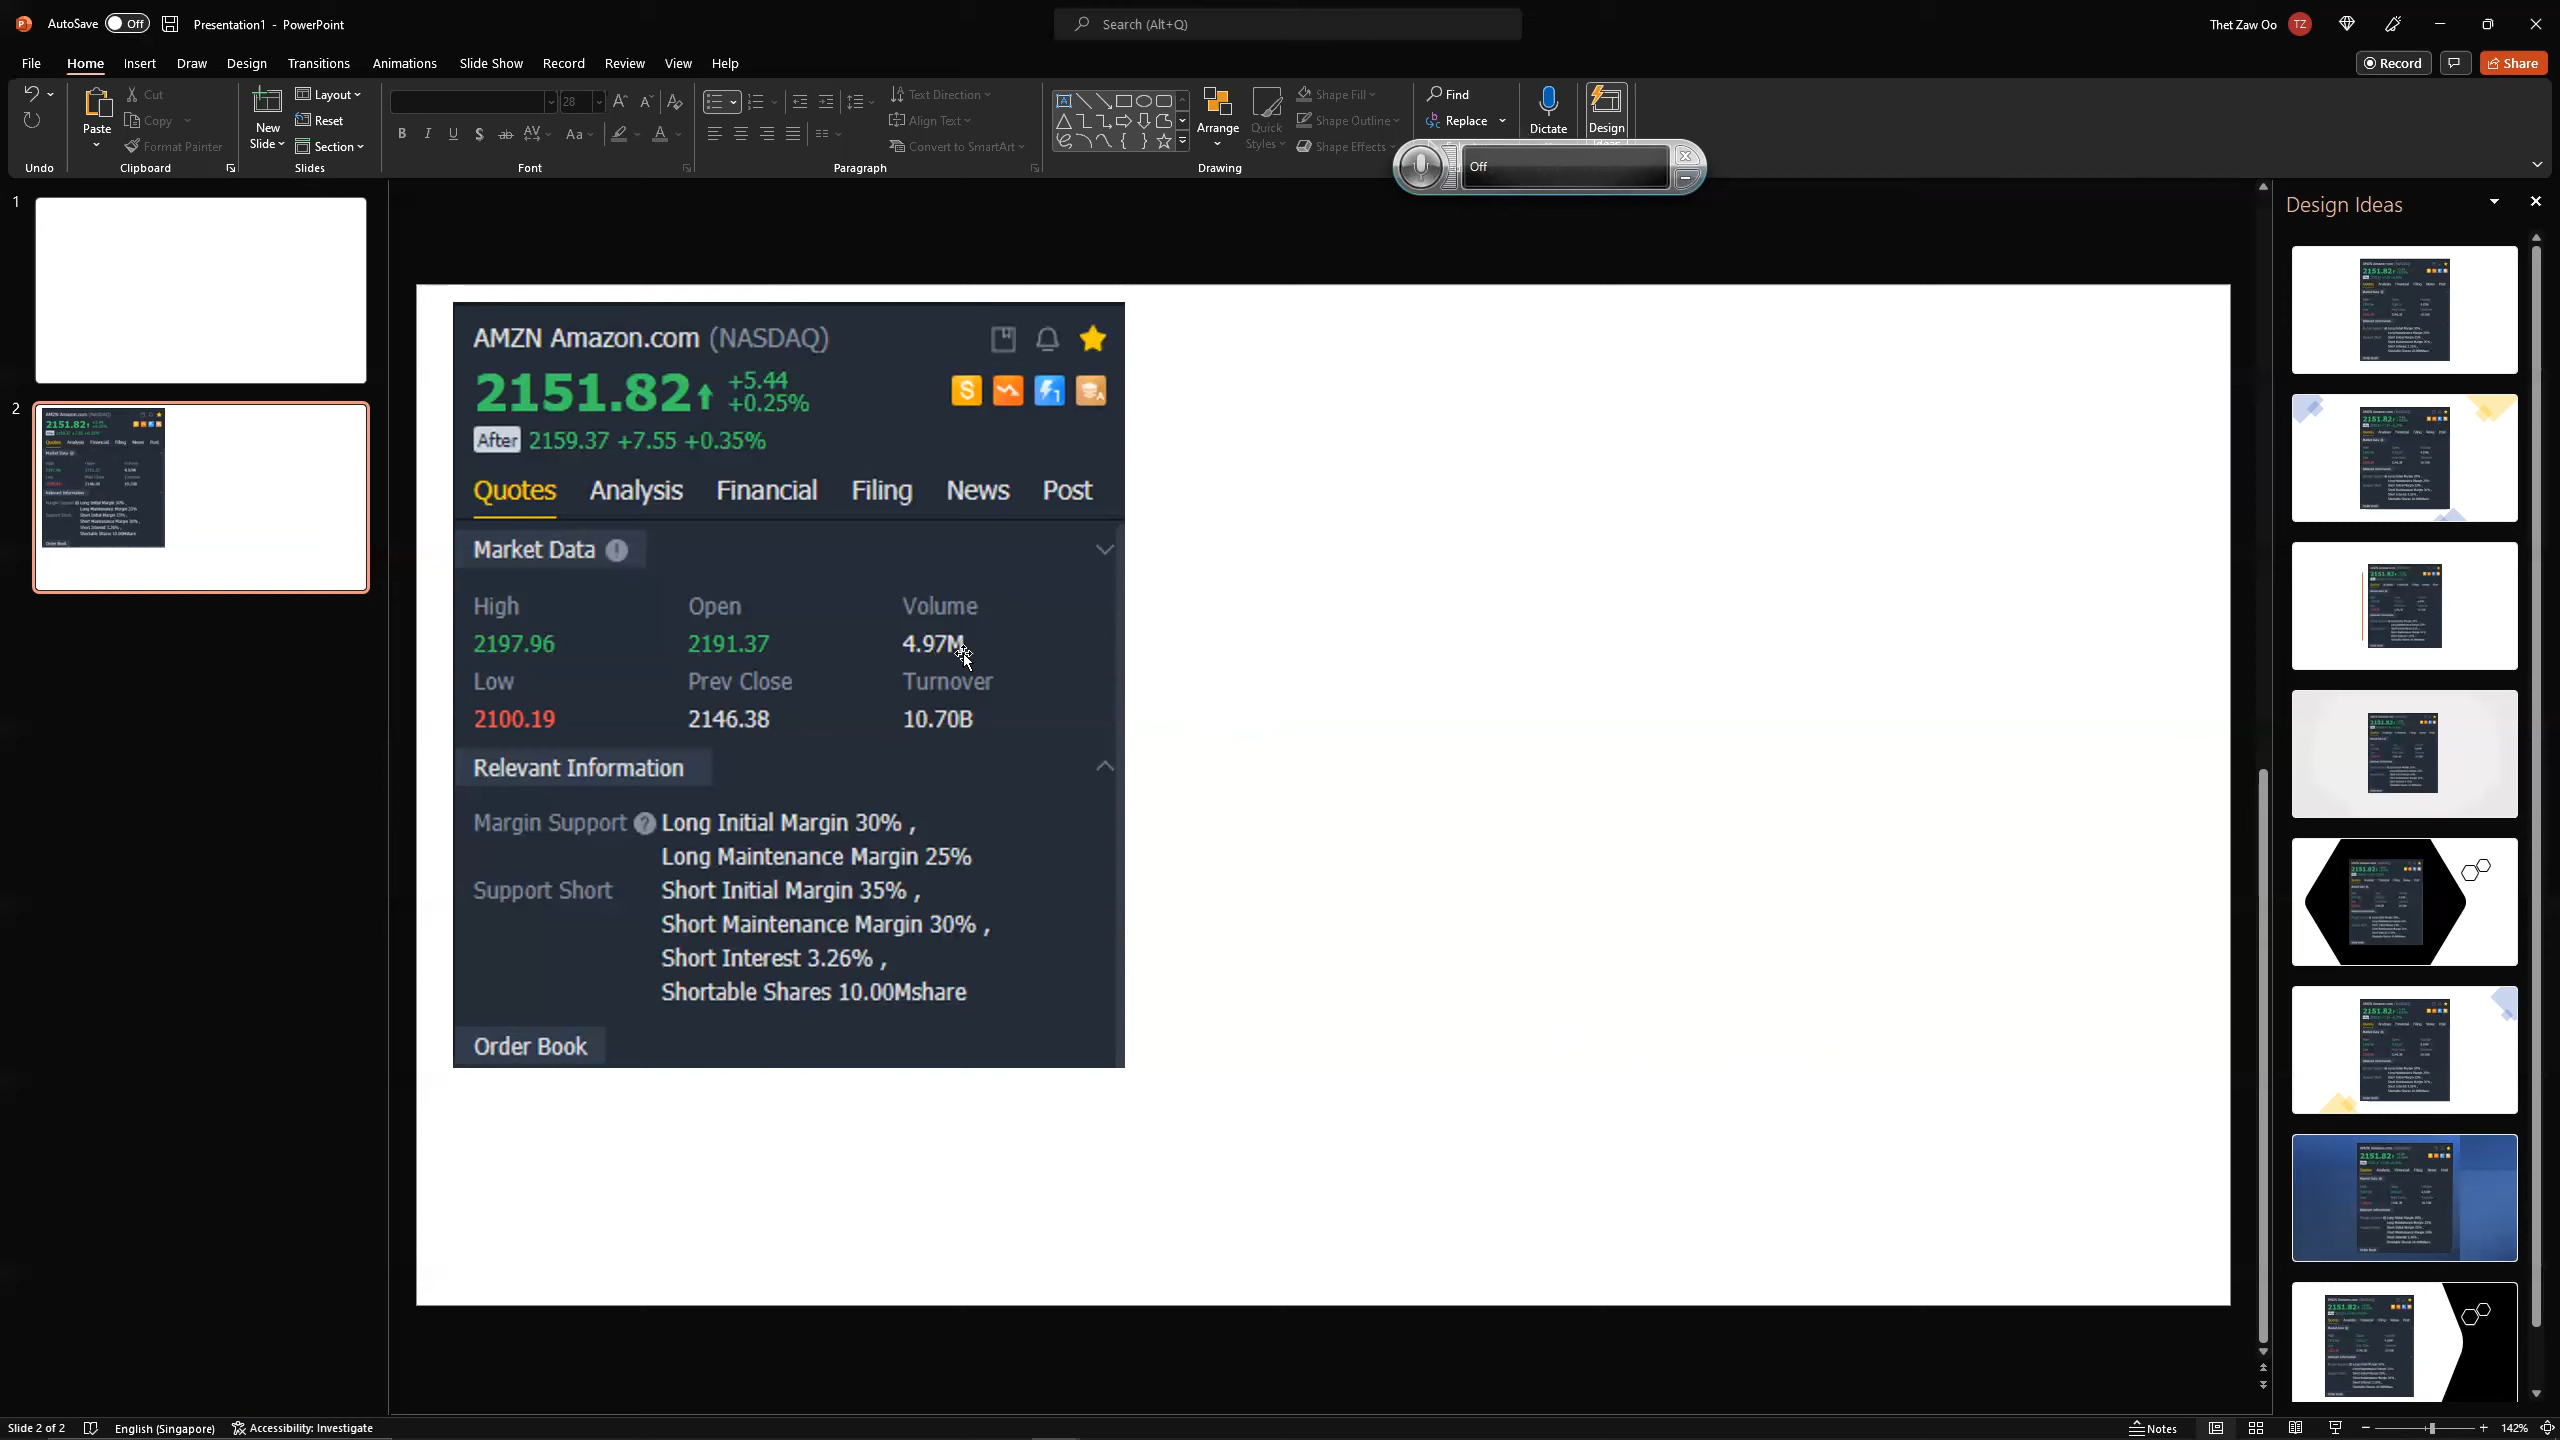 AutoSave Off Presentation1 - PowerPoint Search (Alt+Q) Thet Zaw Oo TZ
File Home Insert Draw Design Transitions Animations Slide Show Record Review View Help Record Share
Undo
Paste Cut Copy Format Painter
Clipboard
New Slide Layout Reset Section
Slides
28
B I U S ab AV Aa A
Font
Text Direction
Align Text
Convert to SmartArt
Paragraph
Arrange
Quick Styles
Shape Fill
Shape Outline
Shape Effects
Drawing
Find
Replace
Dictate
Design
Off
1
2
AMZN Amazon.com (NASDAQ)
2151.82 +5.44
+0.25%
After 2159.37 +7.55 +0.35%
Quotes Analysis Financial Filing News Post
Market Data
High Open Volume
2197.96 2191.37 4.97M
Low Prev Close Turnover
2100.19 2146.38 10.70B
Relevant Information
Margin Support Long Initial Margin 30% ,
Long Maintenance Margin 25%
Support Short Short Initial Margin 35% ,
Short Maintenance Margin 30% ,
Short Interest 3.26% ,
Shortable Shares 10.00Mshare
Order Book
Design Ideas
Slide 2 of 2 English (Singapore) Accessibility: Investigate Notes 142%